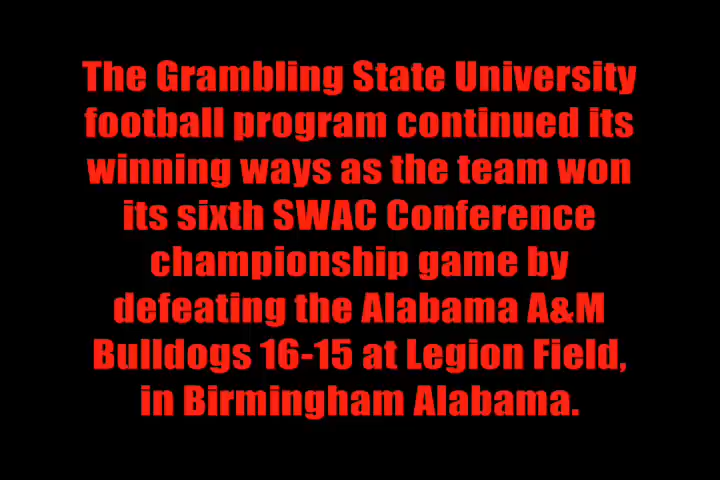 The Grambling State University
football program continued its
winning ways as the team won
its sixth SWAC Conference
championship game by
defeating the Alabama A&M
Bulldogs 16-15 at Legion Field,
in Birmingham Alabama.